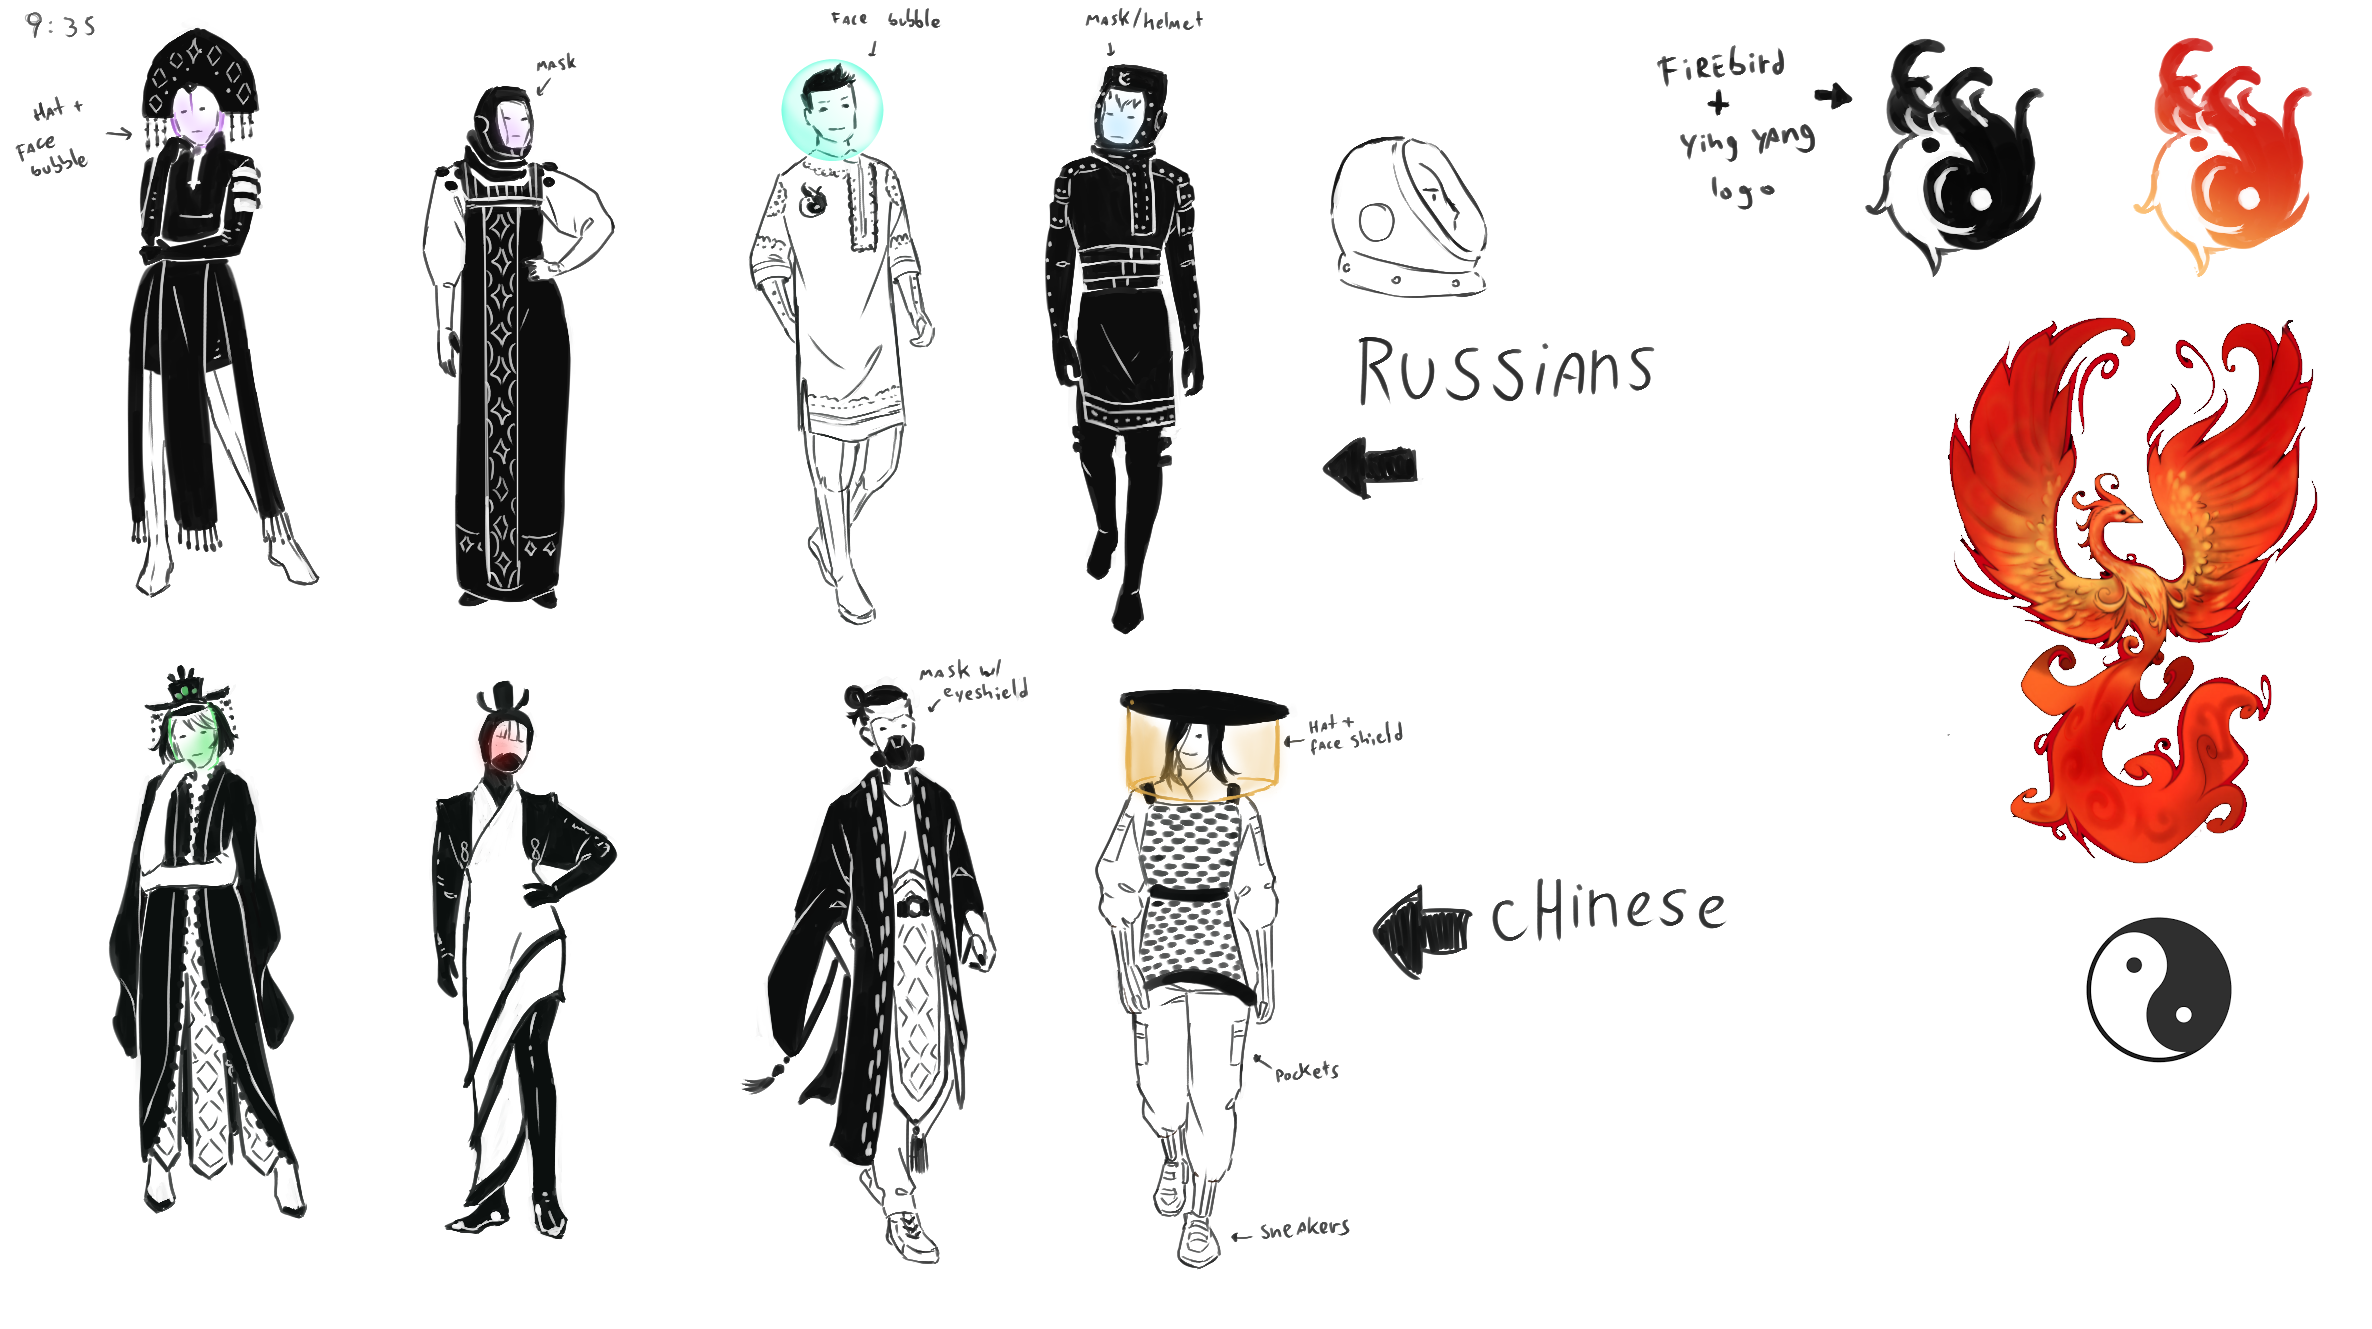 9:35
Hat +
Face
bubble
mask
Face bubble
mask/helmet
FiREbird
+
Ying YANg
logo
RUSSiANS
mask w/
eyeshield
Hat +
face shield
cHinese
Pockets
SneAkers